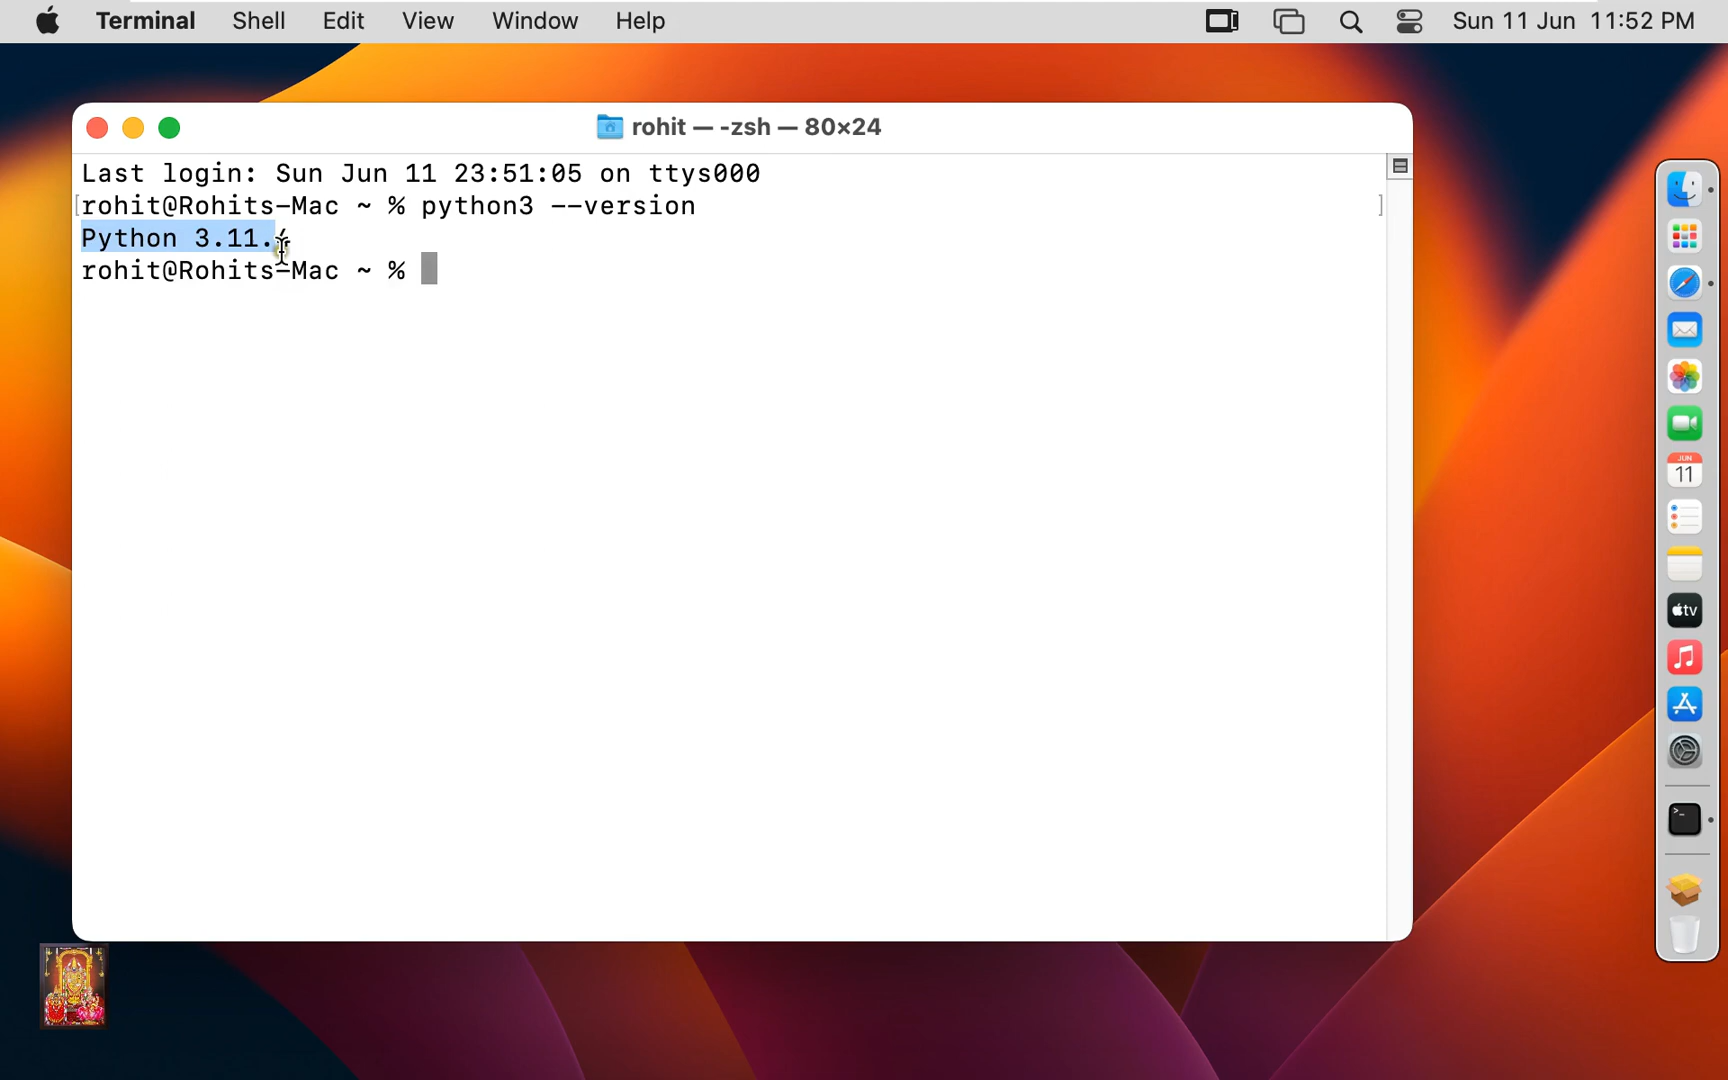 Terminal Shell Edit View Window Help Sun 11 Jun 11:52 PM
rohit — -zsh — 80×24
Last login: Sun Jun 11 23:51:05 on ttys000
[rohit@Rohits-Mac ~ % python3 --version ]
Python 3.11.
rohit@Rohits-Mac ~ %
JUN
11
tv